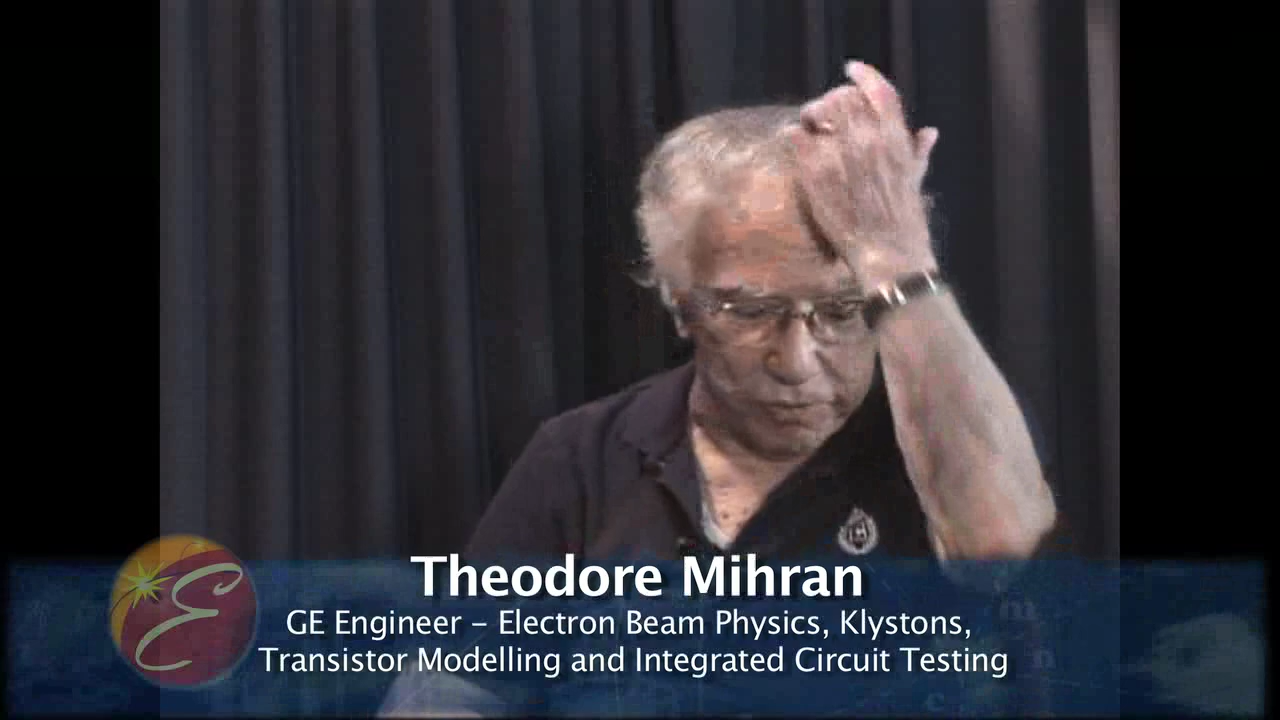 Theodore Mihran
GE Engineer – Electron Beam Physics, Klystons,
Transistor Modelling and Integrated Circuit Testing